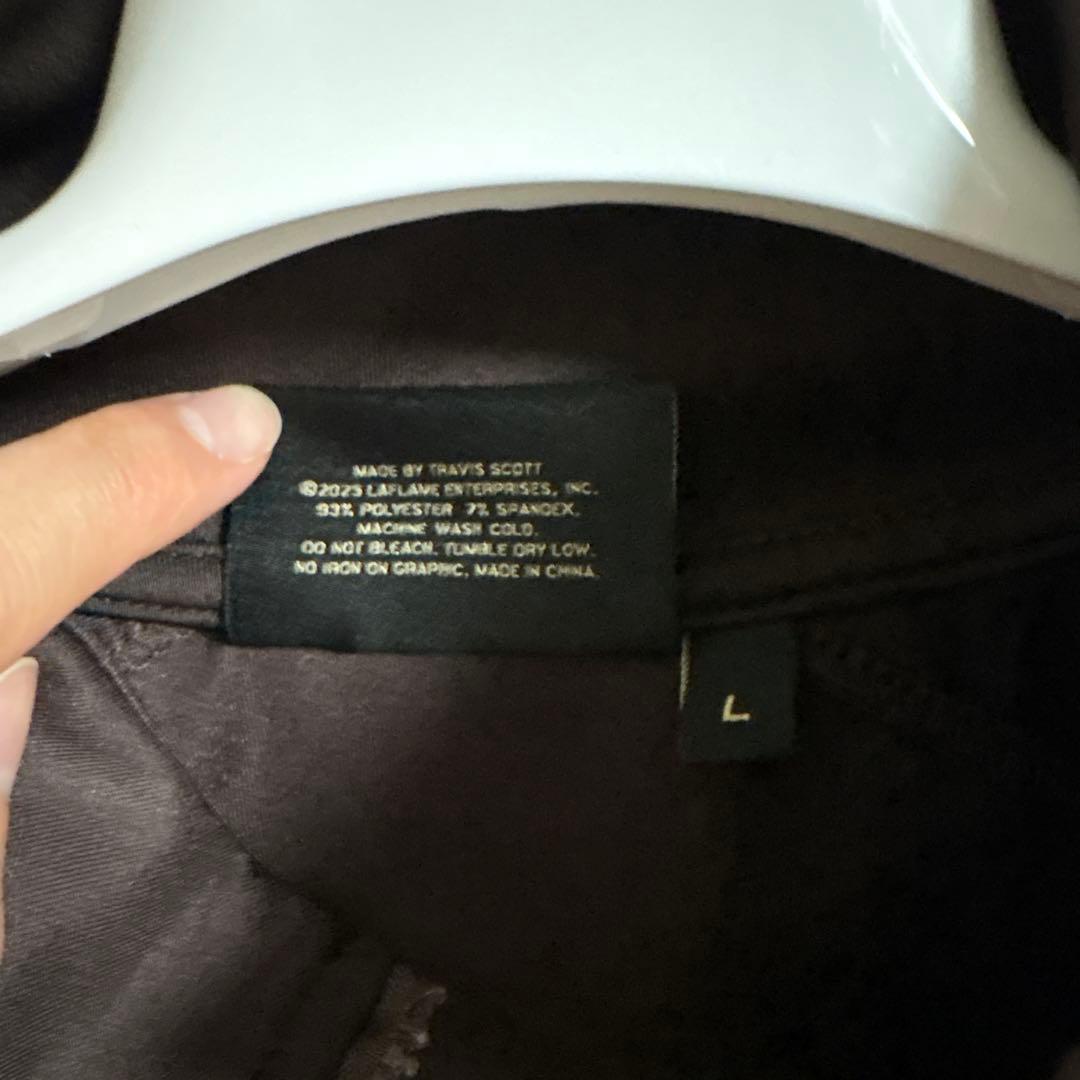 MADE BY TRAVIS SCOTT
©2025 LAFLAME ENTERPRISES, INC.
93% POLYESTER 7% SPANDEX.
MACHINE WASH COLD.
DO NOT BLEACH. TUMBLE DRY LOW.
NO IRON ON GRAPHIC. MADE IN CHINA.
L